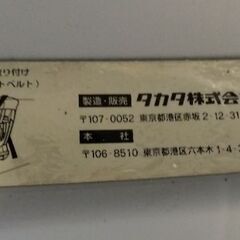 り付け
トベルト)
製造・販売 タカタ株式会
〒107-0052 東京都港区赤坂2-12-31
本社
〒106-8510 東京都港区六本木1-4-3